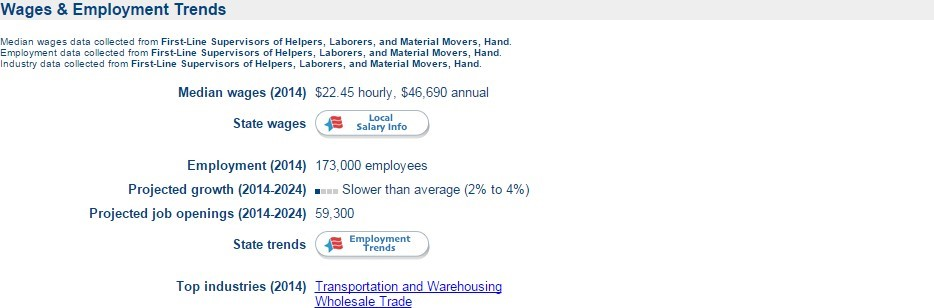 Wages & Employment Trends
Median wages data collected from First-Line Supervisors of Helpers, Laborers, and Material Movers, Hand.
Employment data collected from First-Line Supervisors of Helpers, Laborers, and Material Movers, Hand.
Industry data collected from First-Line Supervisors of Helpers, Laborers, and Material Movers, Hand.
Median wages (2014) $22.45 hourly, $46,690 annual
State wages Local
Salary Info
Employment (2014) 173,000 employees
Projected growth (2014-2024) Slower than average (2% to 4%)
Projected job openings (2014-2024) 59,300
State trends Employment
Trends
Top industries (2014) Transportation and Warehousing
Wholesale Trade